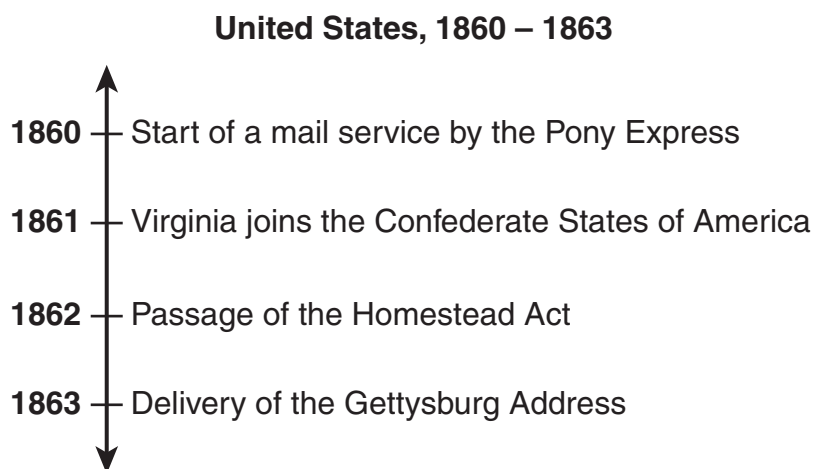 United States, 1860 – 1863
1860 Start of a mail service by the Pony Express
1861 Virginia joins the Confederate States of America
1862 Passage of the Homestead Act
1863 Delivery of the Gettysburg Address